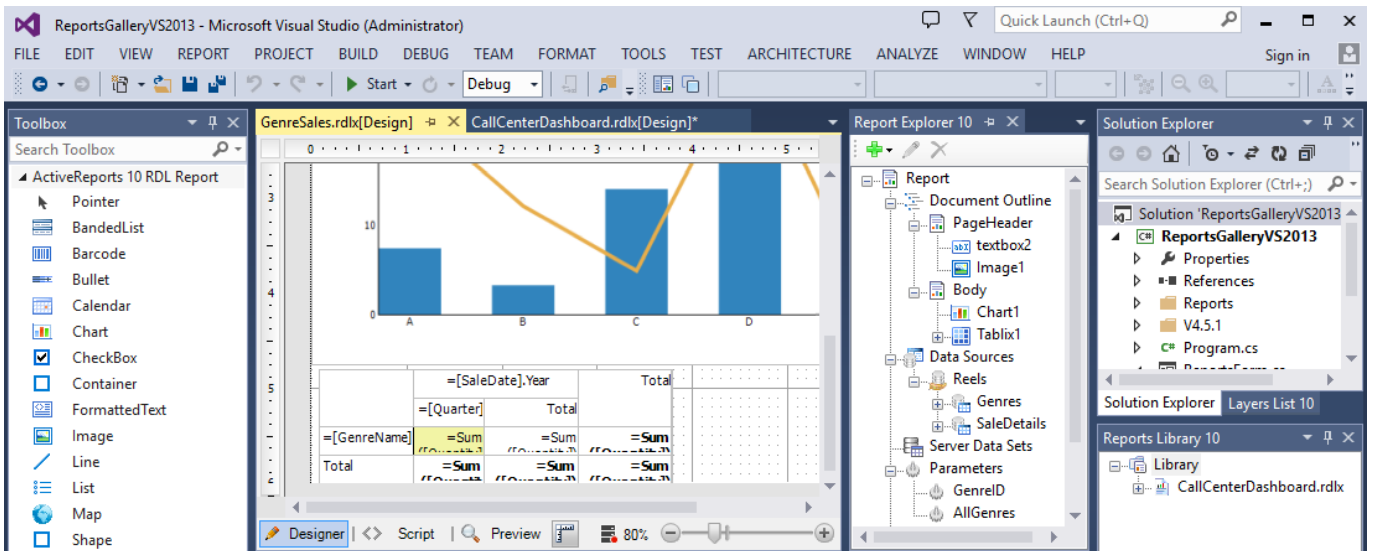 ReportsGalleryVS2013 - Microsoft Visual Studio (Administrator)
Quick Launch (Ctrl+Q)
FILE EDIT VIEW REPORT PROJECT BUILD DEBUG TEAM FORMAT TOOLS TEST ARCHITECTURE ANALYZE WINDOW HELP
Sign in
Start
Debug
Toolbox
Search Toolbox
ActiveReports 10 RDL Report
Pointer
BandedList
Barcode
Bullet
Calendar
Chart
CheckBox
Container
FormattedText
Image
Line
List
Map
Shape
GenreSales.rdlx[Design]
CallCenterDashboard.rdlx[Design]*
0 1 2 3 4 5
3
4
5
10
0
A B C D
=[SaleDate].Year Total
=[Quarter] Total
=[GenreName] =Sum =Sum =Sum
Total =Sum =Sum =Sum
Designer
Script
Preview
80%
Report Explorer 10
Report
Document Outline
PageHeader
textbox2
Image1
Body
Chart1
Tablix1
Data Sources
Reels
Genres
SaleDetails
Server Data Sets
Parameters
GenreID
AllGenres
Solution Explorer
Search Solution Explorer (Ctrl+;)
Solution 'ReportsGalleryVS2013
ReportsGalleryVS2013
Properties
References
Reports
V4.5.1
Program.cs
Solution Explorer
Layers List 10
Reports Library 10
Library
CallCenterDashboard.rdlx